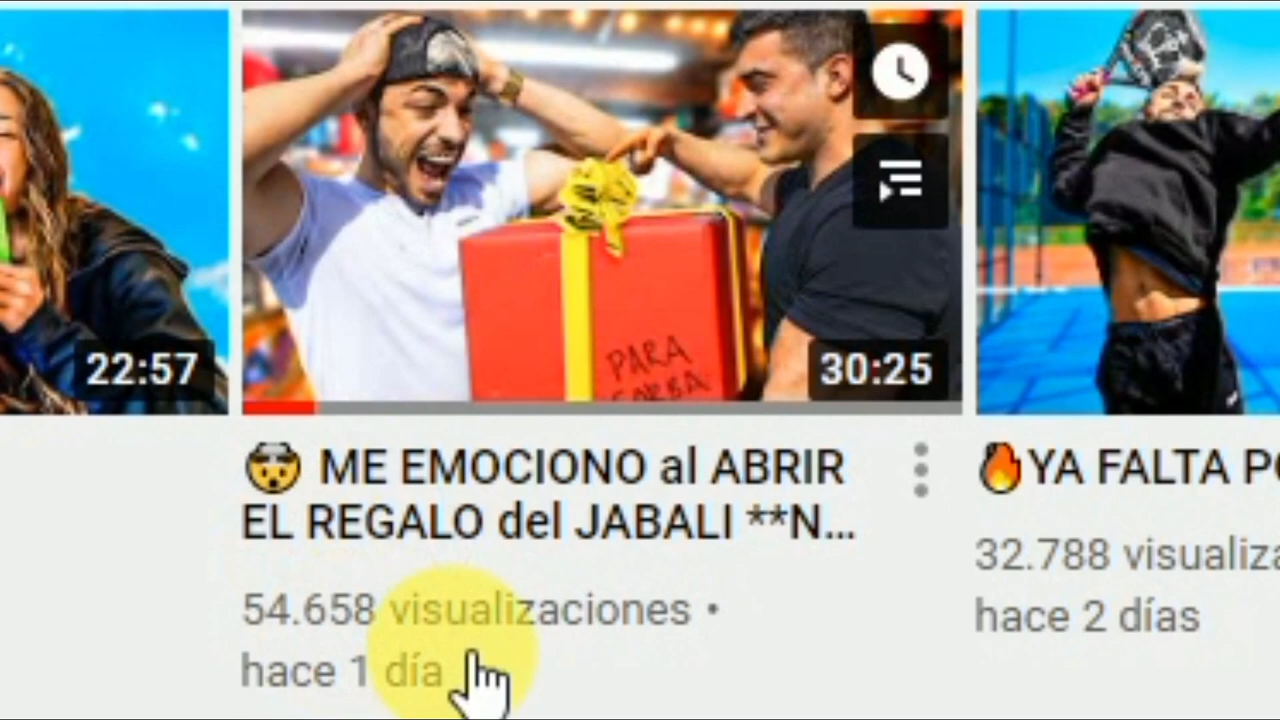 22:57
PARA
30:25
🤯 ME EMOCIONO al ABRIR
EL REGALO del JABALI **N...
54.658 visualizaciones •
hace 1 día
🔥YA FALTA
32.788 visualiza
hace 2 días